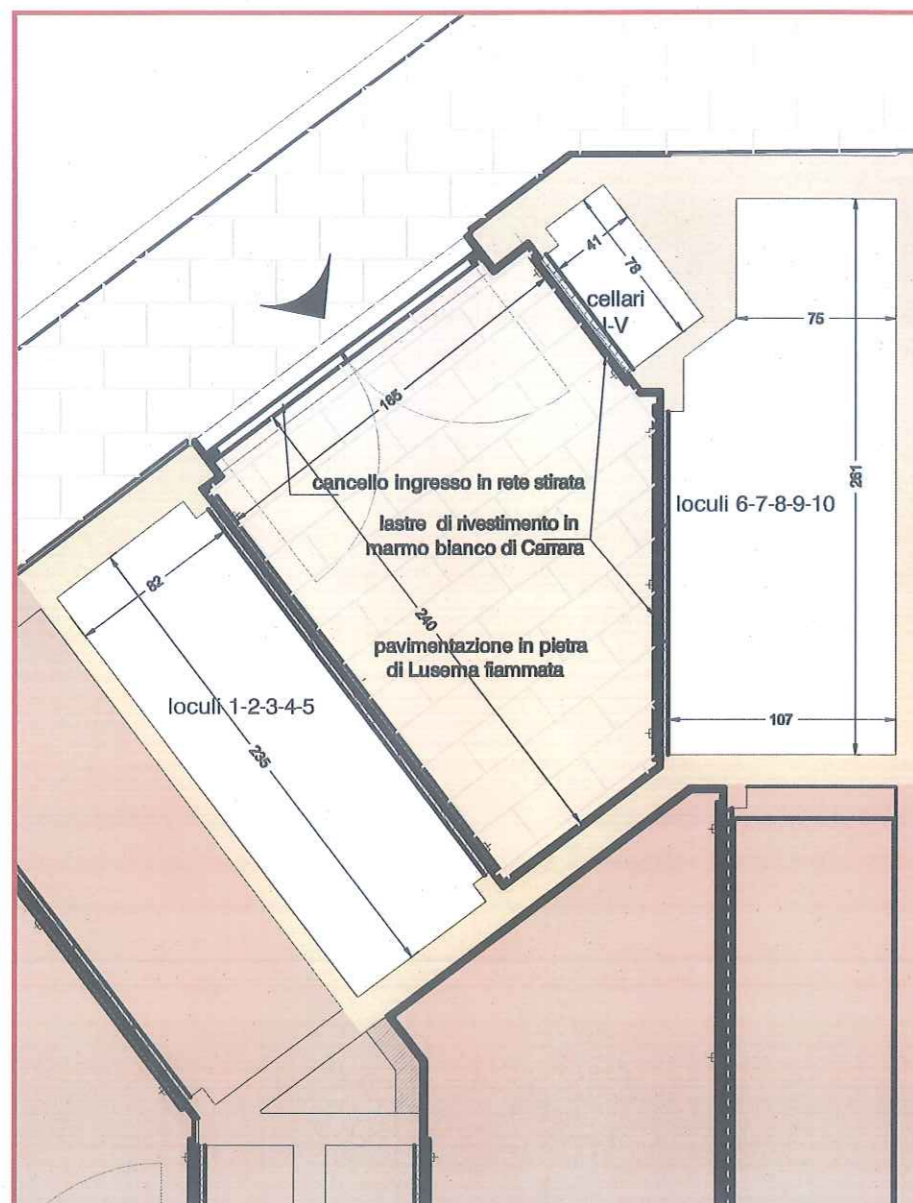 41
78
cellari
I-V
75
165
281
cancello ingresso in rete stirata
loculi 6-7-8-9-10
lastre di rivestimento in
marmo bianco di Carrara
82
240
pavimentazione in pietra
di Luserna fiammata
loculi 1-2-3-4-5
107
235